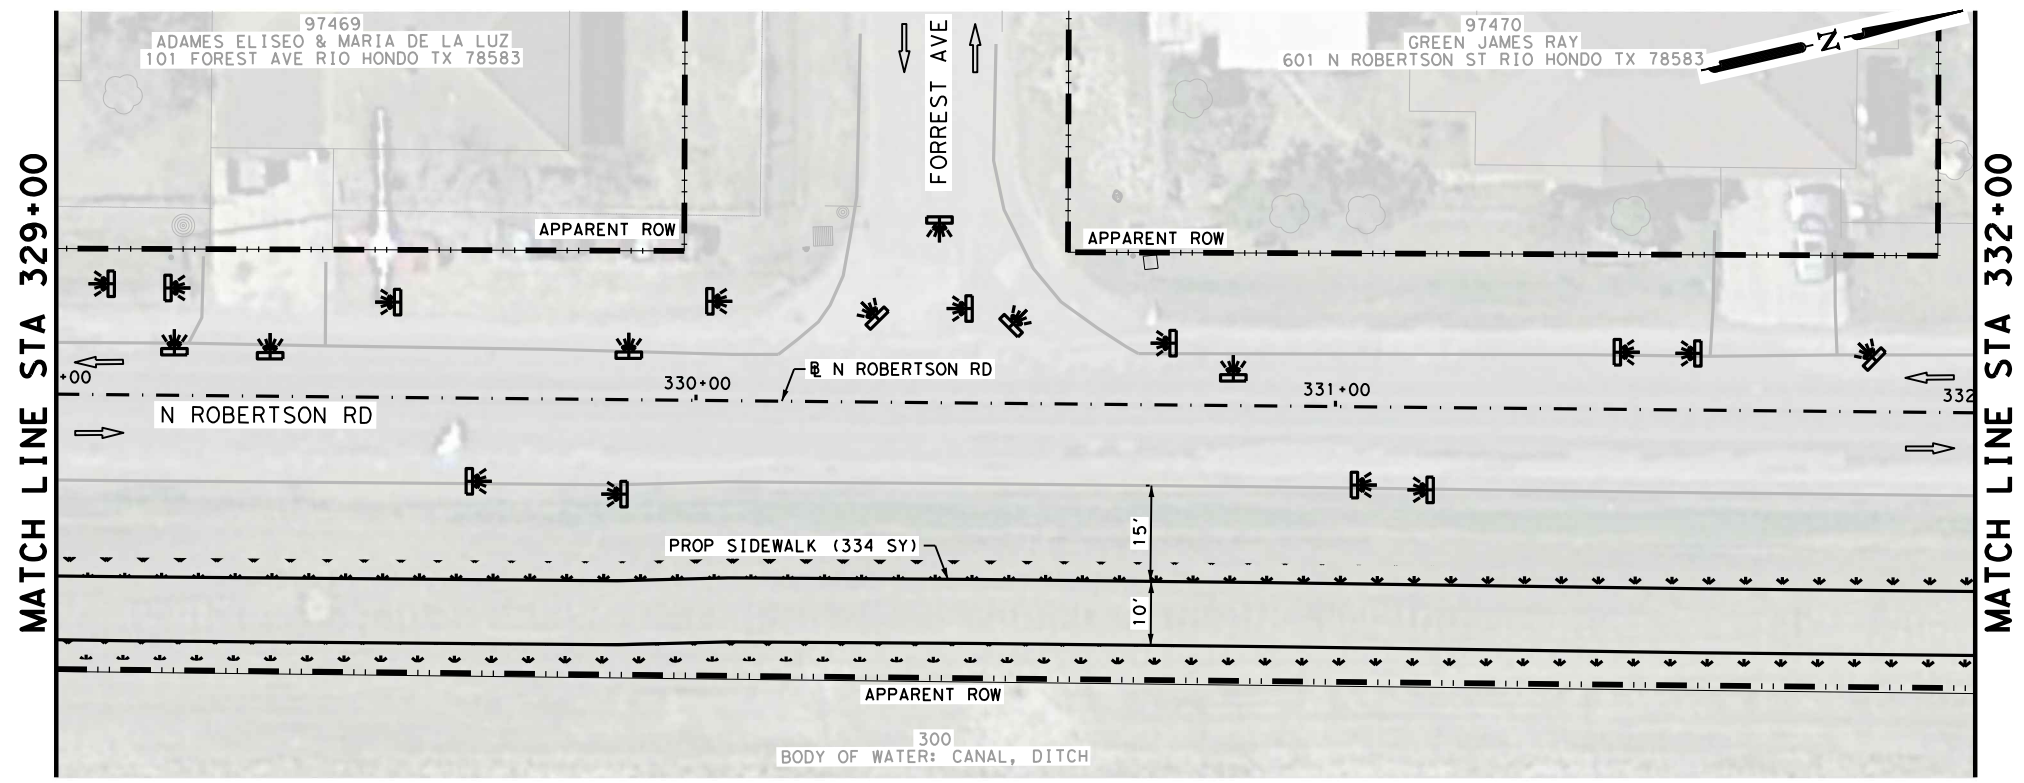 97469
ADAMES ELISEO & MARIA DE LA LUZ
101 FOREST AVE RIO HONDO TX 78583
FORREST AVE
97470
GREEN JAMES RAY
601 N ROBERTSON ST RIO HONDO TX 78583
N
MATCH LINE STA 329+00
MATCH LINE STA 332+00
APPARENT ROW
APPARENT ROW
+00
330+00
℄ N ROBERTSON RD
331+00
332
N ROBERTSON RD
15'
PROP SIDEWALK (334 SY)
10'
APPARENT ROW
300
BODY OF WATER: CANAL, DITCH